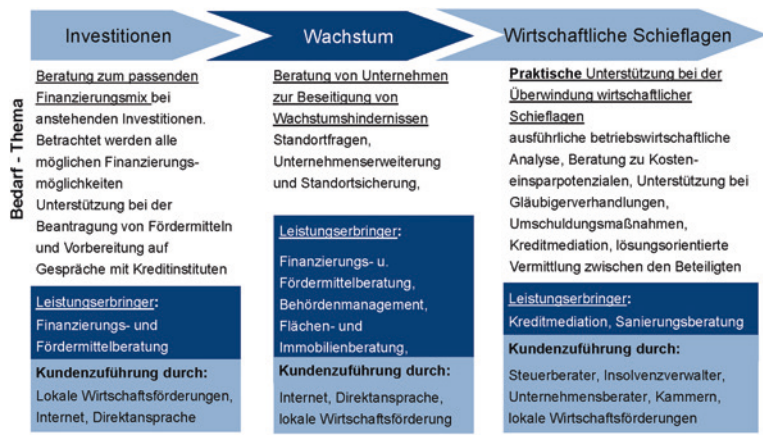 Investitionen
Wachstum
Wirtschaftliche Schieflagen
Bedarf - Thema
Beratung zum passenden
Finanzierungsmix bei
anstehenden Investitionen.
Betrachtet werden alle
möglichen Finanzierungs-
möglichkeiten
Unterstützung bei der
Beantragung von Fördermitteln
und Vorbereitung auf
Gespräche mit Kreditinstituten
Leistungserbringer:
Finanzierungs- und
Fördermittelberatung
Kundenzuführung durch:
Lokale Wirtschaftsförderungen,
Internet, Direktansprache
Beratung von Unternehmen
zur Beseitigung von
Wachstumshindernissen
Standortfragen,
Unternehmenserweiterung
und Standortsicherung,
Leistungserbringer:
Finanzierungs- u.
Fördermittelberatung,
Behördenmanagement,
Flächen- und
Immobilienberatung,
Kundenzuführung durch:
Internet, Direktansprache,
lokale Wirtschaftsförderung
Praktische Unterstützung bei der
Überwindung wirtschaftlicher
Schieflagen
ausführliche betriebswirtschaftliche
Analyse, Beratung zu Kosten-
einsparpotenzialen, Unterstützung bei
Gläubigerverhandlungen,
Umschuldungsmaßnahmen,
Kreditmediation, lösungsorientierte
Vermittlung zwischen den Beteiligten
Leistungserbringer:
Kreditmediation, Sanierungsberatung
Kundenzuführung durch:
Steuerberater, Insolvenzverwalter,
Unternehmensberater, Kammern,
lokale Wirtschaftsförderungen